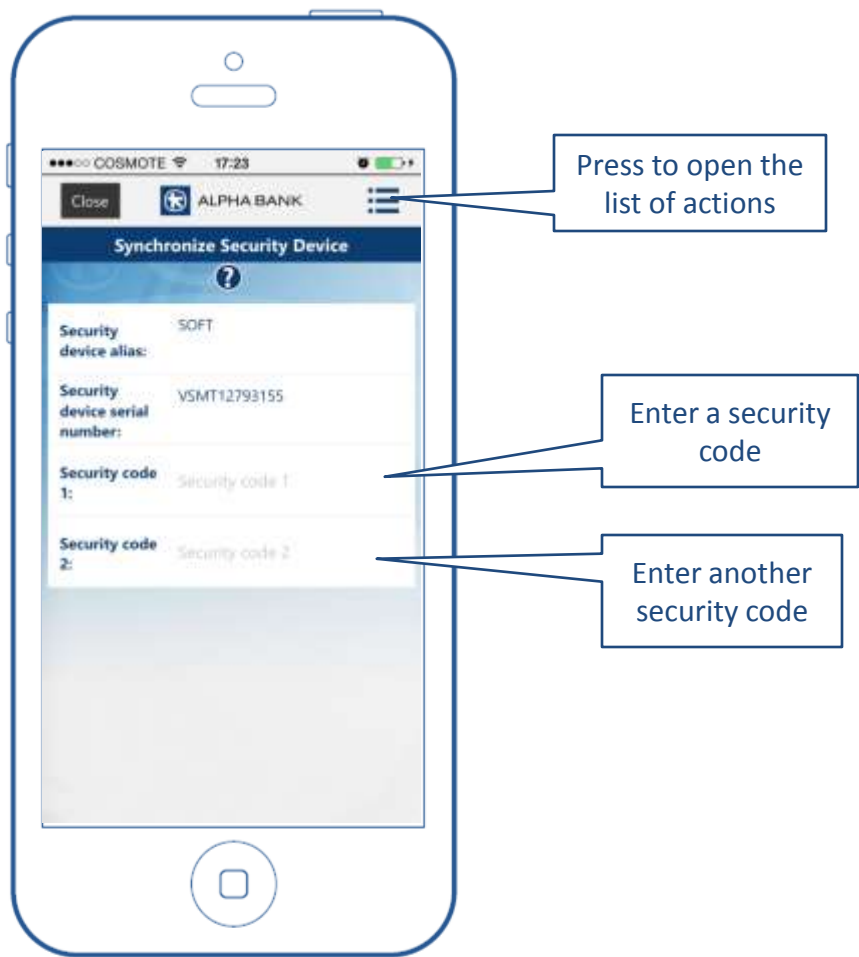 COSMOTE 17:23
Close ALPHA BANK
Press to open the
list of actions
Synchronize Security Device
?
Security
device alias:
SOFT
Security
device serial
number:
VSMT12793155
Security code
1:
Security code 1
Enter a security
code
Security code
2:
Security code 2
Enter another
security code